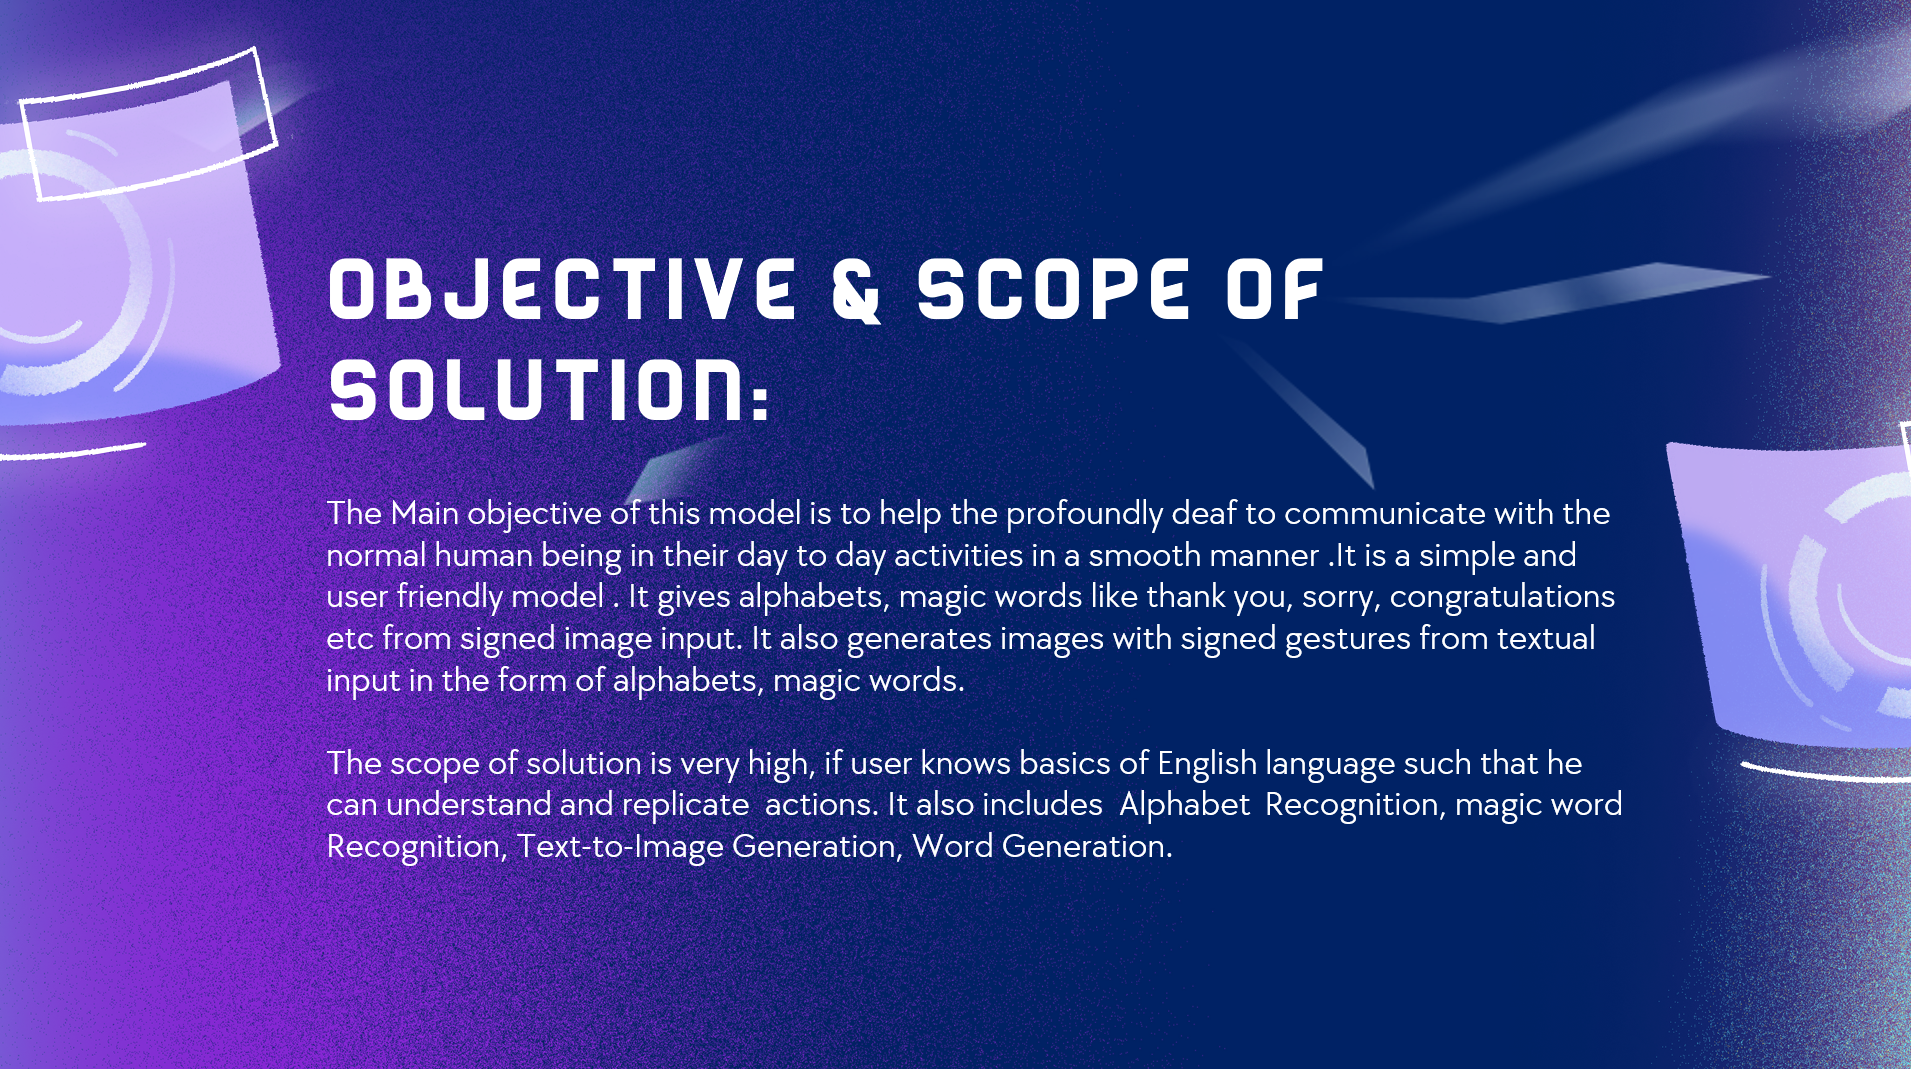 OBJECTIVE & SCOPE OF
SOLUTION:
The Main objective of this model is to help the profoundly deaf to communicate with the
normal human being in their day to day activities in a smooth manner .It is a simple and
user friendly model . It gives alphabets, magic words like thank you, sorry, congratulations
etc from signed image input. It also generates images with signed gestures from textual
input in the form of alphabets, magic words.
The scope of solution is very high, if user knows basics of English language such that he
can understand and replicate  actions. It also includes  Alphabet  Recognition, magic word
Recognition, Text-to-Image Generation, Word Generation.